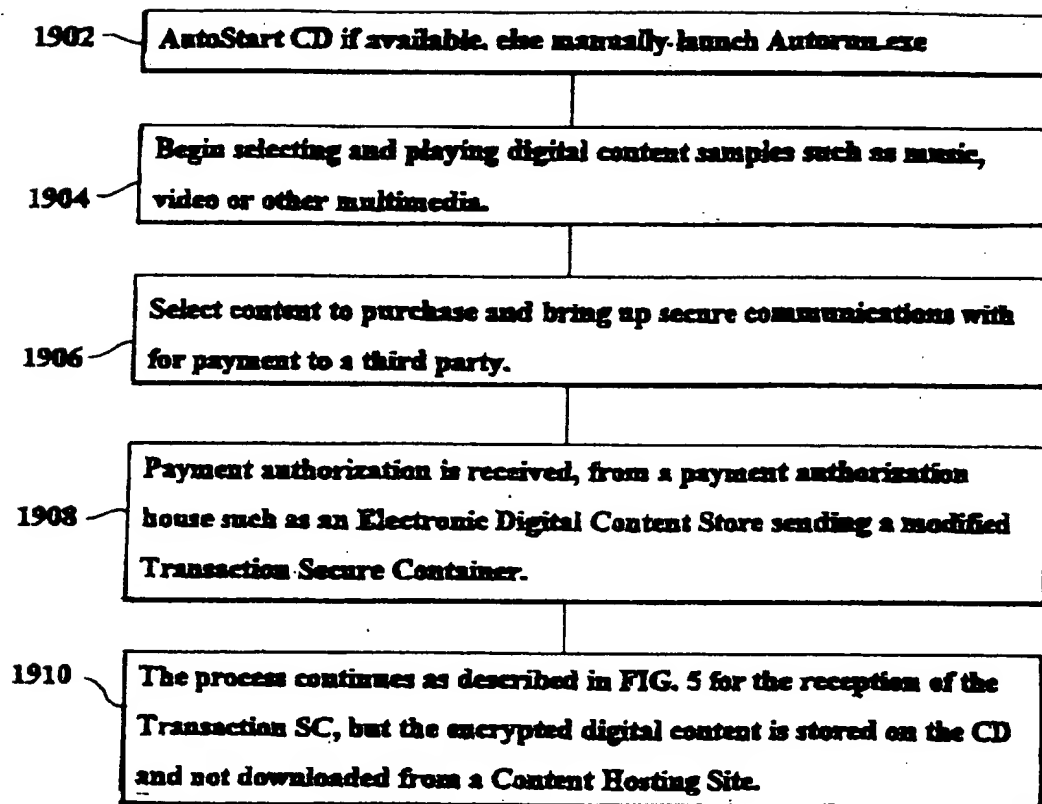 1902 AutoStart CD if available. else manually launch Autorun.exe
1904 Begin selecting and playing digital content samples such as music,
video or other multimedia.
1906 Select content to purchase and bring up secure communications with
for payment to a third party.
1908 Payment authorization is received, from a payment authorization
house such as an Electronic Digital Content Store sending a modified
Transaction Secure Container.
1910 The process continues as described in FIG. 5 for the reception of the
Transaction SC, but the encrypted digital content is stored on the CD
and not downloaded from a Content Hosting Site.